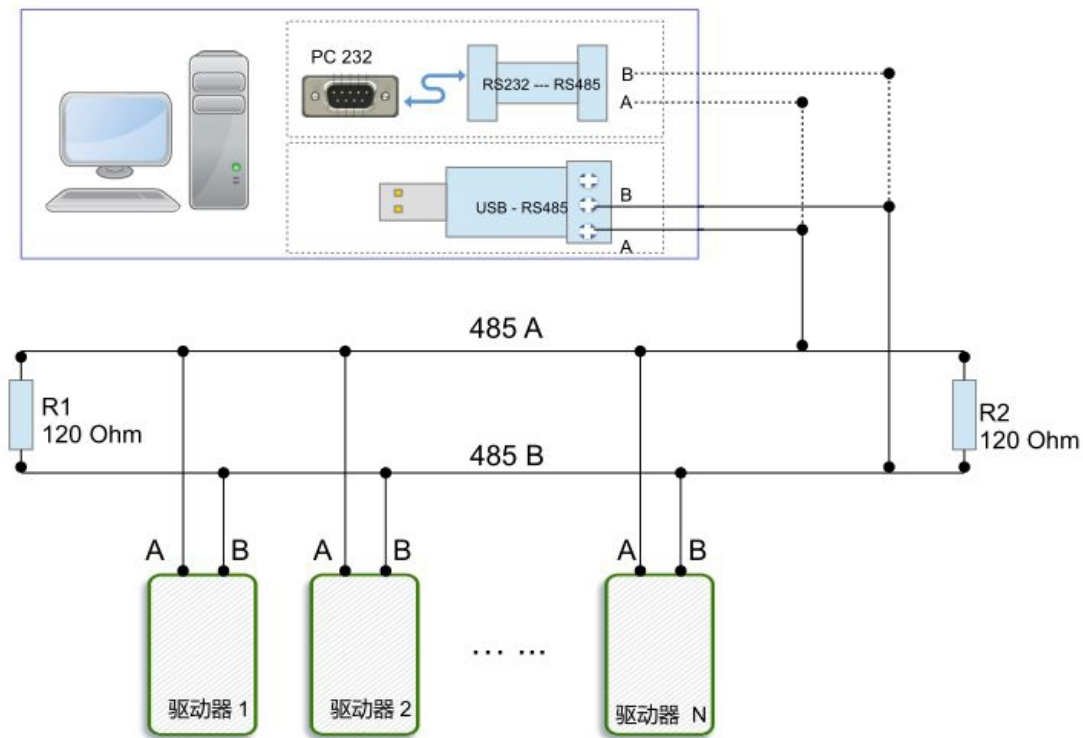 PC 232
RS232 --- RS485
B
A
USB - RS485
B
A
485 A
R1
120 Ohm
R2
120 Ohm
485 B
A B A B A B
... ...
驱动器 1 驱动器 2 驱动器 N